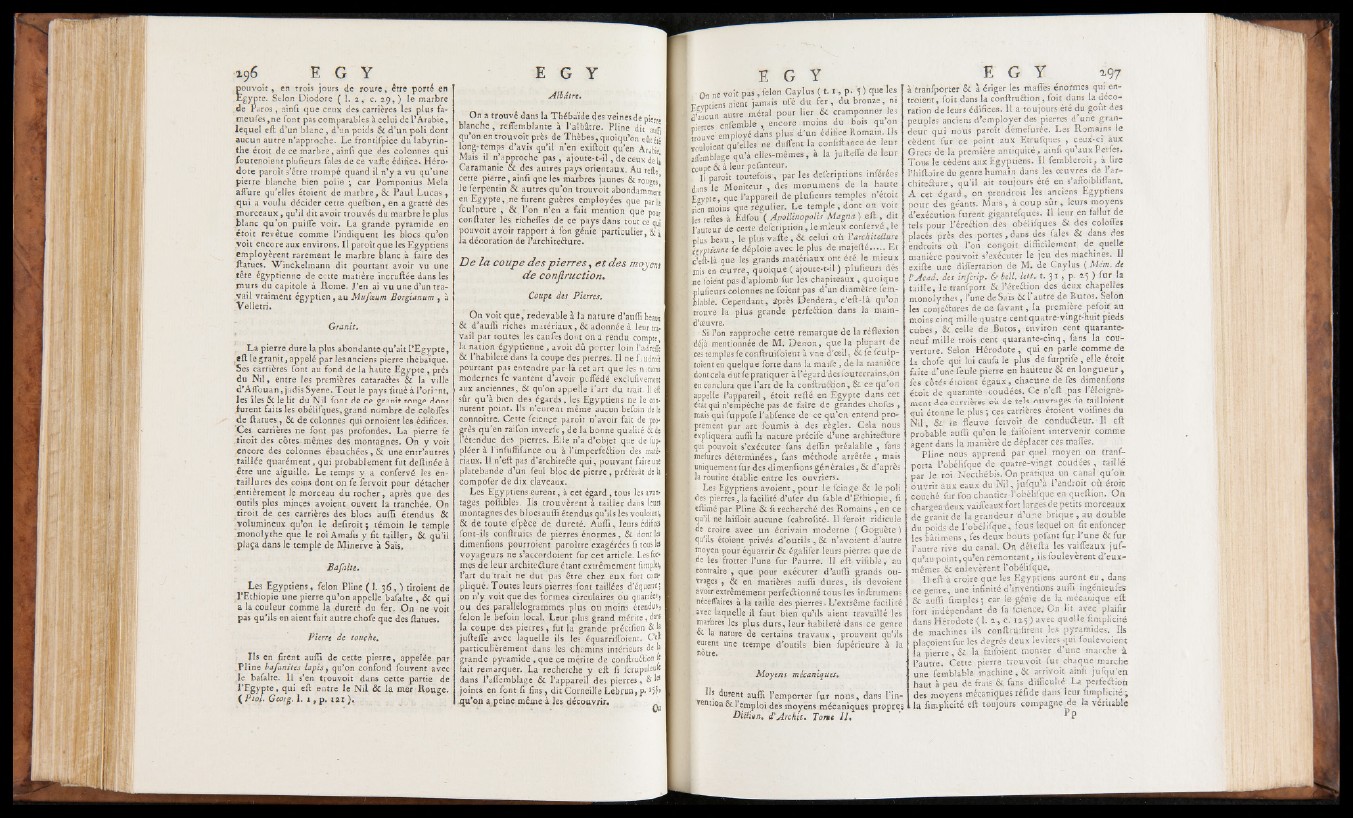 296 E G Y
pouvoit, en trois jours de route, être porté en
Egypte. Selon Diodore ( l. 2, c. 29, ) le marbre
de Paros, ainsi que ceux des carrières les plus fa-
meuses, ne sont pas comparables à celui de l'Arabie,
lequel est d'un blanc, d'un poids & d'un poli dont
aucun autre n'approche. Le frontispice du labyrin-
the étoit de ce marbre, ainsi que des colonnes qui
soutenoient plusieurs sales de ce vaste édifice. Héro-
dote paroît s'être trompé quand il n'y a vu qu'une
pierre blanche bien polie ; car Pomponius Mela
assure qu'elles étoient de marbre, & Paul Lucas,
qui a voulu décider cette question, en a gratté des
morceaux, qu'il dit avoir trouvés du marbre le plus
blanc qu'on puisse voir. La grande pyramide en
étoit revêtue comme l'indiquent les blocs qu'on
voit encore aux environs. Il paroît que les Egyptiens
employèrent rarement le marbre blanc à faire des
statues. Winckelmann dit pourtant avoir vu une
tête égyptienne de cette matière incrustée dans les
murs du capitole à Rome. J'en ai vu une d'un tra-
vail vraiment égyptien, au Musæum Borgianum, à
Velletri.
Granit.
La pierre dure la plus abondante qu'ait l'Egypte,
est le granit, appelé par les anciens pierre thébaïque.
Ses carrières sont au fond de la haute Egypte, près
du Nil, entre les premières cataractes & la ville
d'Assouan, jadis Syene. Tout le pays situé à l'orient,
les îles & le lit du Nil sont de ce granit rouge dont
furent faits les obélisques, grand nombre de colosses
de statues, & de colonnes qui ornoient les édifices.
Ces carrières ne sont pas profondes. La pierre se
tiroit des côtes mêmes des montagnes. On y voit
encore des colonnes ébauchées, & une entr'autres
taillée quarément, qui probablement fut destinée à
être une aiguille. Le temps y a conservé les en-
taillures des coins dont on se servoit pour détacher
entièrement le morceau du rocher, après que des
outils plus minces avoient ouvert la tranchée. On
tiroit de ces carrières des blocs aussi étendus &
volumineux qu'on le desiroit ; témoin le temple
monolythe que le roi Amasis y fit tailler, & qu'il
plaça dans le temple de Minerve à Saïs.
Basalte.
Les Egyptiens, selon Pline ( l. 36, ) tiroient de
l'Ethiopie une pierre qu'on appelle basalte, & qui
a la couleur comme la dureté du fer. On ne voit
pas qu'ils en aient fait autre chose que des statues.
Pierre de touche.
Ils en firent aussi de cette pierre, appelée par
Pline basanites lapis, qu'on confond souvent avec
le basalte. Il s'en trouvoit dans cette partie de
l'Egypte, qui est entre le Nil & la mer Rouge.
( Ptol. Georg. l. 1, p. 121 ).
E G Y
Albâtre.
On a trouvé dans la Thébaïde des veines de pierre
blanche, ressemblante à l'albâtre. Pline dit aussi
qu'on en trouvoit près de Thèbes, quoiqu'on eût été
long-temps d'avis qu'il n'en existoit qu'en Arabie.
Mais il n'approche pas, ajoute-t-il, de ceux de la
Caramanie & des autres pays orientaux. Au reste,
cette pierre, ainsi que les marbres jaunes & rouges,
le serpentin & autres qu'on trouvoit abondamment
en Egypte, ne furent guères employées que par la
sculpture, & l'on n'en a fait mention que pour
constater les richesses de ce pays dans tout ce qui
pouvoit avoir rapport à son génie particulier, & à
la décoration de l'architecture.
De la coupe des pierres, et des moyens
de construction.
Coupe des Pierres.
On voit que, redevable à la nature d'aussi beaux
& d'aussi riches matériaux, & adonnée à leur tra-
vail par toutes les causes dont on a rendu compte,
la nation égyptienne, avoit dû porter loin l'adresse
& l'habileté dans la coupe des pierres. Il ne faudroit
pourtant pas entendre par là cet art que les nations
modernes se vantent d'avoir possédé exclusivement
aux anciennes, & qu'on appelle l'art du trait. Il est
sûr qu'à bien des égards, les Egyptiens ne le con-
nurent point. Ils n'eurent même aucun besoin de le
connoitre. Cette science paroît n'avoir fait de pro-
grès qu'en raison inverse, de la bonne qualité & de
l'étendue des pierres. Elle n'a d'objet que de sup-
pléer à l'insuffisance ou à l'imperfection des maté-
riaux. Il n'est pas d'architecte qui, pouvant faire une
platebande d'un seul bloc de pierre, préférât de la
composer de dix claveaux.
Les Egyptiens eurent, à cet égard, tous les avan-
tages possibles. Ils trouvèrent à tailler dans leurs
montagnes des blocs aussi étendus qu'ils les vouloient,
& de toute espèce de dureté. Aussi, leurs édifices
sont-ils construits de pierres énormes, & dont les
dimensions pourroient paroître exagérées si tous les
voyageurs ne s'accordoient sur cet article. Les for-
mes de leur architecture étant extrêmement simples,
l'art du trait ne dut pas être chez eux fort com-
pliqué. Toutes leurs pierres sont taillées d'équerre ;
on n'y voit que des formes circulaires ou quarrées,
ou des parallelogrammes plus ou moins étendus,
selon le besoin local. Leur plus grand mérite, dans
la coupe des pierres, fut la grande précision & la
justesse avec laquelle ils les équarrissoient. C'est
particulièrement dans les chemins intérieurs de la
grande pyramide, que ce mérite de construction se
fait remarquer. La recherche y est si scrupuleuse
dans l'assemblage & l'appareil des pierres, & les
joints en sont si fins, dit Corneille Lebrun, p.
qu'on a peine même à les découvrir.
On
E G Y
On ne voit pas, selon Caylus ( t. 1, p. 5 ) que les
Egyptiens aient jamais usé du fer, du bronze, ni
d'aucun autre métal pour lier & cramponner les
pierres ensemble, encore moins du bois qu'on
trouve employé dans plus d'un édifice Romain. Ils
vouloient qu'elles ne dussent la consistance de leur
assemblage qu'à elles-mêmes, à la justesse de leur
coupe & à leur pesanteur.
Il paroît toutefois, par les descriptions insérées
dans le Moniteur, des monumens de la haute
Egypte, que l'appareil de plusieurs temples n'étoit
rien moins que régulier. Le temple, dont on voit
les restes à Edfou ( Apollinopolis Magna ) est, dit
l'auteur de cette description, le mieux conservé, le
plus beau, le plus vaste, & celui où l'architecture
égyptienne se déploie avec le plus de majesté..... Et
c'est-là que les grands matériaux ont été le mieux
mis en œuvre, quoique ( ajoute-t-il ) plusieurs dés
ne soient pas d'aplomb sur les chapiteaux, quoique
plusieurs colonnes ne soient pas d'un diamètre sem-
blable. Cependant, après Dendera, c'est-là qu'on
trouve la plus grande perfection dans la main-
d'œuvre.
Si l'on rapproche cette remarque de la réflexion
déjà mentionnée de M. Denon, que la plupart de
ces temples se construisoient à vue d'œil, & se sculp-
toient en quelque sorte dans la masse, de la manière
dont cela dut se pratiquer à l'égard des souterrains, on
en conclura que l'art de la construction, & ce qu'on
appelle l'appareil, étoit resté en Egypte dans cet
état qui n'empêche pas de faire de grandes choses,
mais qui suppose l'absence de ce qu'on entend pro-
prement par art soumis à des règles. Cela nous
expliquera aussi la nature précise d'une architecture
qui pouvoit s'exécuter sans dessin préalable, sans
mesures déterminées, sans méthode arrêtée, mais
uniquement sur des dimensions générales, & d'après
la routine établie entre les ouvriers.
Les Egyptiens avoient, pour le sciage & le poli
des pierres, la facilité d'user du sable d'Ethiopie, si
estimé par Pline & si recherché des Romains, en ce
qu'il ne laissoit aucune scabrosité. Il seroit ridicule
de croire avec un écrivain moderne ( Goguète )
qu'ils étoient privés d'outils, & n'avoient d'autre
moyen pour équarrir & égaliser leurs pierres que de
de les frotter l'une sur l'autre. Il est visible, au
contraire, que pour exécuter d'aussi grands ou-
vrages, & en matières aussi dures, ils devoient
avoir extrêmement perfectionné tous les instrumens
nécessaires à la taille des pierres. L'extrême facilité
avec laquelle il faut bien qu'ils aient travaillé les
marbres les plus durs, leur habileté dans ce genre
& la nature de certains travaux, prouvent qu'ils
eurent une trempe d'outils bien supérieure à la
nôtre.
Moyens mécaniques.
Ils durent aussi l'emporter sur nous, dans l'in-
vention & l'emploi des moyens mécaniques propres
Diction. d'Archit. Tome II.
E G Y 297
à transporter & à ériger les masses énormes qui en-
troient, soit dans la construction, soit dans la déco-
ration de leurs édifices. Il a toujours été du goût des
peuples anciens d'employer des pierres d'une gran-
deur qui nous paroît démesurée. Les Romains le
cèdent sur ce point aux Etrusques, ceux-ci aux
Grecs de la première antiquité, ainsi qu'aux Perses.
Tous le cèdent aux Egyptiens. Il sembleroit, à lire
l'histoire du genre humain dans les œuvres de l'ar-
chitecture, qu'il ait toujours été en s'affoiblissant.
A cet égard, on prendroit les anciens Egyptiens
pour des géants. Mais, à coup sûr, leurs moyens
d'exécution furent gigantesques. Il leur en fallut de
tels pour l'érection des obélisques & des colosses
placés près des portes, dans des sales & dans des
endroits où l'on conçoit difficilement de quelle
manière pouvoit s'exécuter le jeu des machines. Il
existe une dissertation de M. de Caylus ( Mém. de
l'Acad. des inscrip. & bell. lett. t. 31, p. 25 ) sur la
taille, le transport & l'érection des deux chapelles
monolythes, l'une de Saïs & l'autre de Butos. Selon
les conjectures de ce savant, la première pesoit au
moins cinq mille quatre cent quatre-vingt-huit pieds
cubes, & celle de Butos, environ cent quarante-
neuf mille trois cens quarante-cinq, sans la cou-
verture. Selon Hérodote, qui en parle comme de
la chose qui lui causa le plus de surprise, elle étoit
faite d'une seule pierre en hauteur & en longueur,
ses côtés étoient égaux, chacune de ses dimensions
étoit de quarante coudées. Ce n'est pas l'éloigne-
ment des carrières où de tels ouvrages se tailloient
qui étonne le plus ; ces carrières étoient voisines du
Nil, & le fleuve servoit de conducteur. Il est
probable aussi qu'on le faisoient intervenir comme
agent dans la manière de déplacer ces masses.
Pline nous apprend par quel moyen on trans-
porta l'obélisque de quatre-vingt coudées, taillé
par le roi Necthébis. On pratiqua un canal qu'on
ouvrit aux eaux du Nil, jusqu'à l'endroit où étoit
couché sur son chantier l'obélisque en question. On
chargea deux vaisseaux fort larges de petits morceaux
de granit de la grandeur d'une brique, au double
du poids de l'obélisque, sous lequel on fit enfoncer
les bâtimens, ses deux bouts posant sur l'une & sur
l'autre rive du canal. On délesta les vaisseaux jus-
qu'au point, qu'en remontant, ils soulevèrent d'eux-
mêmes & enlevèrent l'obélisque.
Il est à croire que les Egyptiens auront eu, dans
ce genre, une infinité d'inventions aussi ingénieuses
& aussi simples ; car le génie de la mécanique est
fort indépendant de sa science. On lit avec plaisir
dans Hérodote ( l. 2, c. 125 ) avec quelle simplicité
de machines ils construisirent les pyramides. Ils
plaçoient sur les degrés deux leviers qui soulevoient
la pierre, & la faisoient monter d'une marche à
l'autre. Cette pierre trouvoit sur chaque marche
une semblable machine, & arrivoit ainsi jusqu'en
haut à peu de frais & sans difficulté. La perfection
des moyens mécaniques réside dans leur simplicité ;
la simplicité est toujours compagne de la véritable
P p